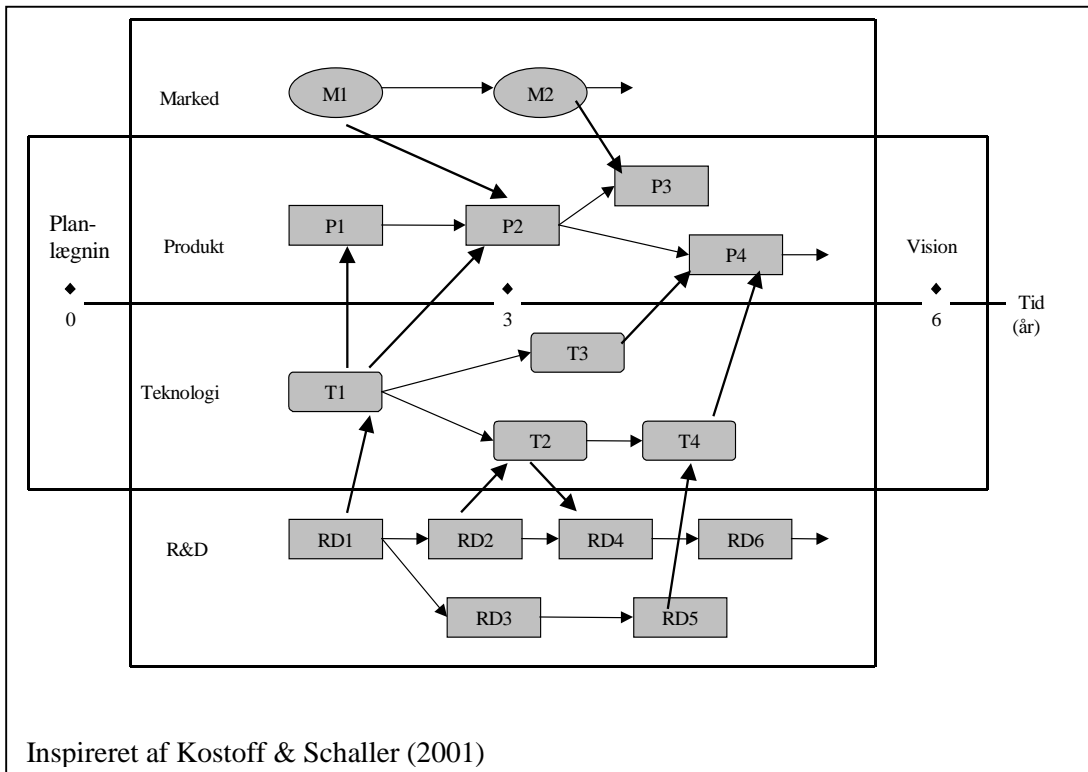 Marked
M1
M2
P3
Plan-
lægnin
Produkt
P1
P2
P4
Vision
0
3
6
Tid
(år)
T3
Teknologi
T1
T2
T4
R&D
RD1
RD2
RD4
RD6
RD3
RD5
Inspireret af Kostoff & Schaller (2001)